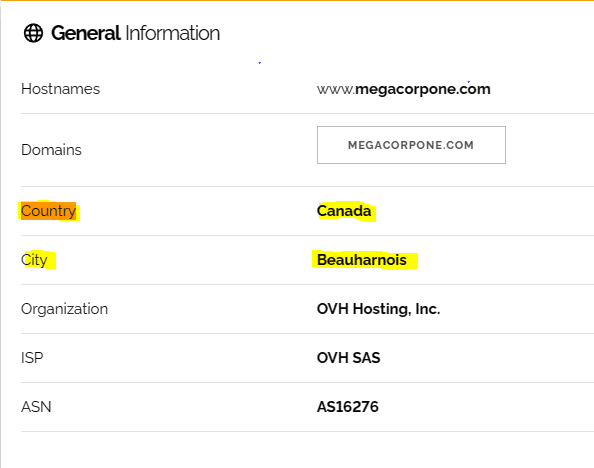 General Information
Hostnames www.megacorpone.com
Domains MEGACORPONE.COM
Country Canada
City Beauharnois
Organization OVH Hosting, Inc.
ISP OVH SAS
ASN AS16276